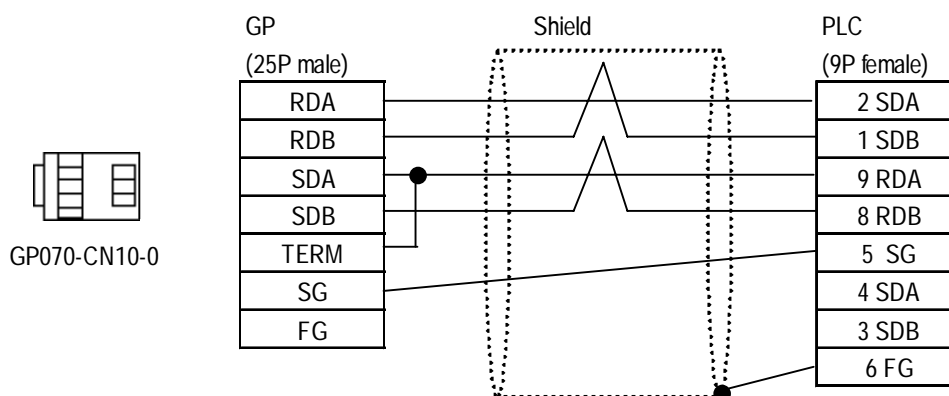 GP Shield PLC
(25P male) (9P female)
RDA 2 SDA
RDB 1 SDB
SDA 9 RDA
SDB 8 RDB
TERM 5 SG
SG 4 SDA
FG 3 SDB
6 FG
GP070-CN10-0